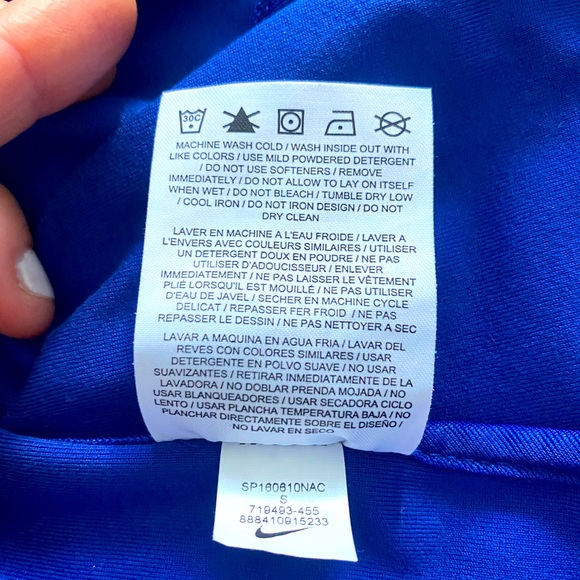 30C
MACHINE WASH COLD / WASH INSIDE OUT WITH
LIKE COLORS / USE MILD POWDERED DETERGENT
/ DO NOT USE SOFTENERS / REMOVE
IMMEDIATELY / DO NOT ALLOW TO LAY ON ITSELF
WHEN WET / DO NOT BLEACH / TUMBLE DRY LOW
/ COOL IRON / DO NOT IRON DESIGN / DO NOT
DRY CLEAN
LAVER EN MACHINE A L'EAU FROIDE / LAVER A
L'ENVERS AVEC COULEURS SIMILAIRES / UTILISER
UN DETERGENT DOUX EN POUDRE / NE PAS
UTILISER D'ADOUCISSEUR / ENLEVER
IMMEDIATEMENT / NE PAS LAISSER LE VÊTEMENT
PLIÉ LORSQU'IL EST MOUILLÉ / NE PAS UTILISER
D'EAU DE JAVEL / SECHER EN MACHINE CYCLE
DELICAT / REPASSER FER FROID / NE PAS
REPASSER LE DESSIN / NE PAS NETTOYER A SEC
LAVAR A MAQUINA EN AGUA FRIA / LAVAR DEL
REVES CON COLORES SIMILARES / USAR
DETERGENTE EN POLVO SUAVE / NO USAR
SUAVIZANTES / RETIRAR INMEDIATAMENTE DE LA
LAVADORA / NO DOBLAR PRENDA MOJADA / NO
USAR BLANQUEADORES / USAR SECADORA CICLO
LENTO / USAR PLANCHA TEMPERATURA BAJA / NO
PLANCHAR DIRECTAMENTE SOBRE EL DISEÑO /
NO LAVAR EN SECO
SP160610NAC
S
719493-455
888410915233